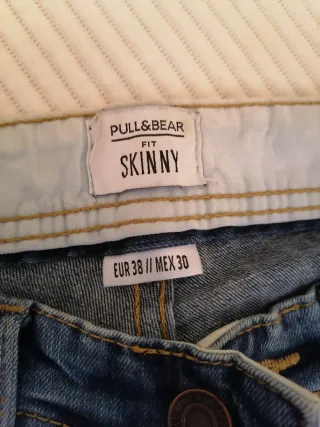 PULL&BEAR
FIT
SKINNY
EUR 38 // MEX 30